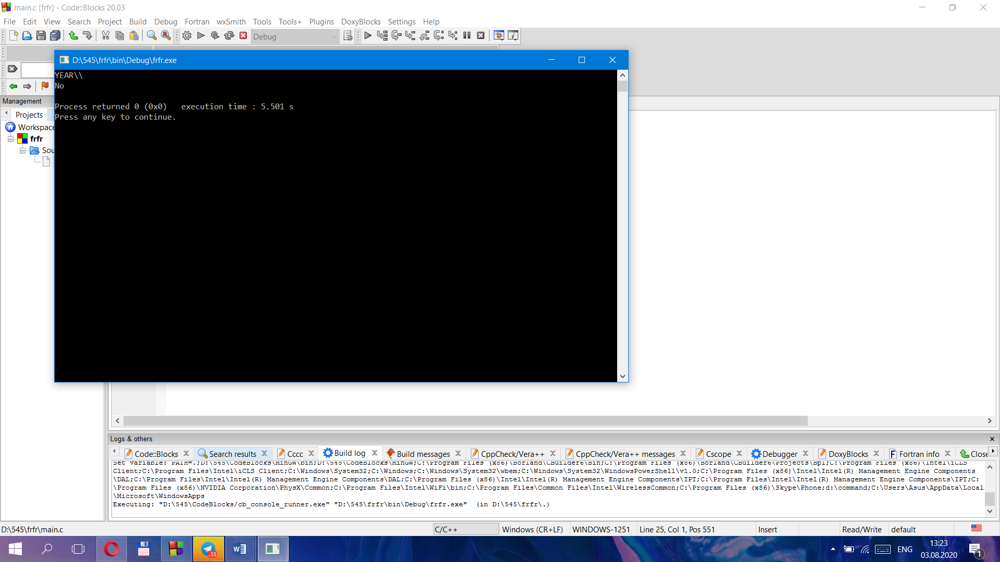 main.c [frfr] - Code::Blocks 20.03
File Edit View Search Project Build Debug Fortran wxSmith Tools Tools+ Plugins DoxyBlocks Settings Help
Debug
D:\545\frfr\bin\Debug\frfr.exe
YEAR\\
No
Process returned 0 (0x0)   execution time : 5.501 s
Press any key to continue.
Management
Projects
Workspace
frfr
Sou
Logs & others
Code::Blocks Search results Cccc Build log Build messages CppCheck/Vera++ CppCheck/Vera++ messages Cscope Debugger DoxyBlocks Fortran info Close
Set variable: PATH=.;D:\545\CodeBlocks\MinGW\bin;D:\545\CodeBlocks\MinGW;C:\Program Files (x86)\Borland\CBuilder6\Bin;C:\Program Files (x86)\Borland\CBuilder6\Projects\Bpl;C:\Program Files (x86)\Intel\iCLS
Client;C:\Program Files\Intel\iCLS Client;C:\Windows\System32;C:\Windows;C:\Windows\System32\wbem;C:\Windows\System32\WindowsPowerShell\v1.0;C:\Program Files (x86)\Intel\Intel(R) Management Engine Components
\DAL;C:\Program Files\Intel\Intel(R) Management Engine Components\DAL;C:\Program Files (x86)\Intel\Intel(R) Management Engine Components\IPT;C:\Program Files\Intel\Intel(R) Management Engine Components\IPT;C:
\Program Files (x86)\NVIDIA Corporation\PhysX\Common;C:\Program Files\Intel\WiFi\bin;C:\Program Files\Common Files\Intel\WirelessCommon;C:\Program Files (x86)\Skype\Phone;d:\command;C:\Users\Asus\AppData\Local
\Microsoft\WindowsApps
Executing: "D:\545\CodeBlocks/cb_console_runner.exe" "D:\545\frfr\bin\Debug\frfr.exe"  (in D:\545\frfr\.)
D:\545\frfr\main.c C/C++ Windows (CR+LF) WINDOWS-1251 Line 25, Col 1, Pos 551 Insert Read/Write default
..55
ENG
13:23
03.08.2020
1